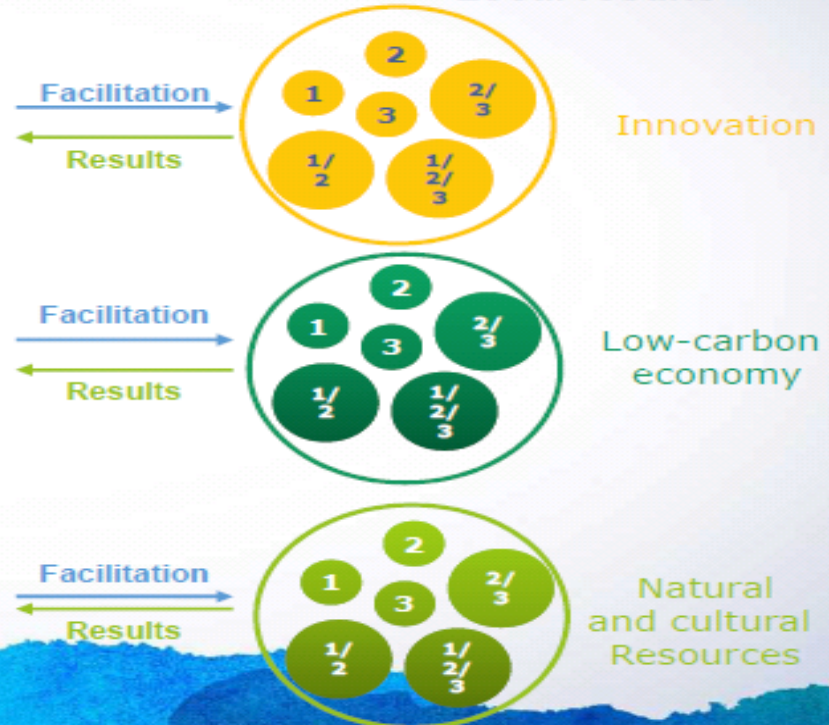 2
1
2/
3
3
Facilitation
Results
1/
2
1/
2/
3
Innovation
2
1
2/
3
3
Facilitation
Results
1/
2
1/
2/
3
Low-carbon
economy
2
1
2/
3
3
Facilitation
Results
1/
2
1/
2/
3
Natural
and cultural
Resources